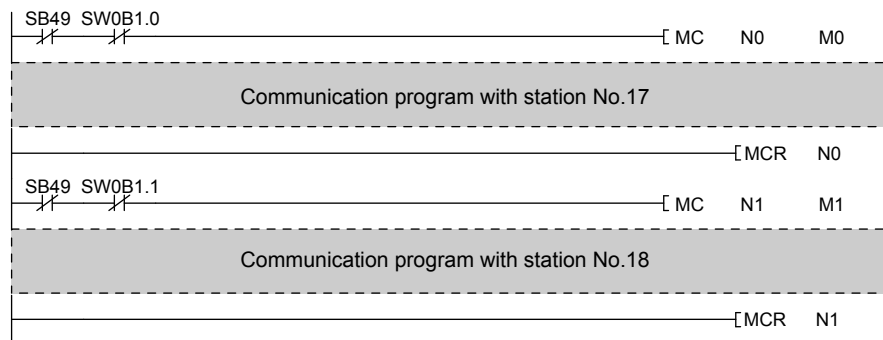 SB49 SW0B1.0
MC N0 M0
Communication program with station No.17
MCR N0
SB49 SW0B1.1
MC N1 M1
Communication program with station No.18
MCR N1